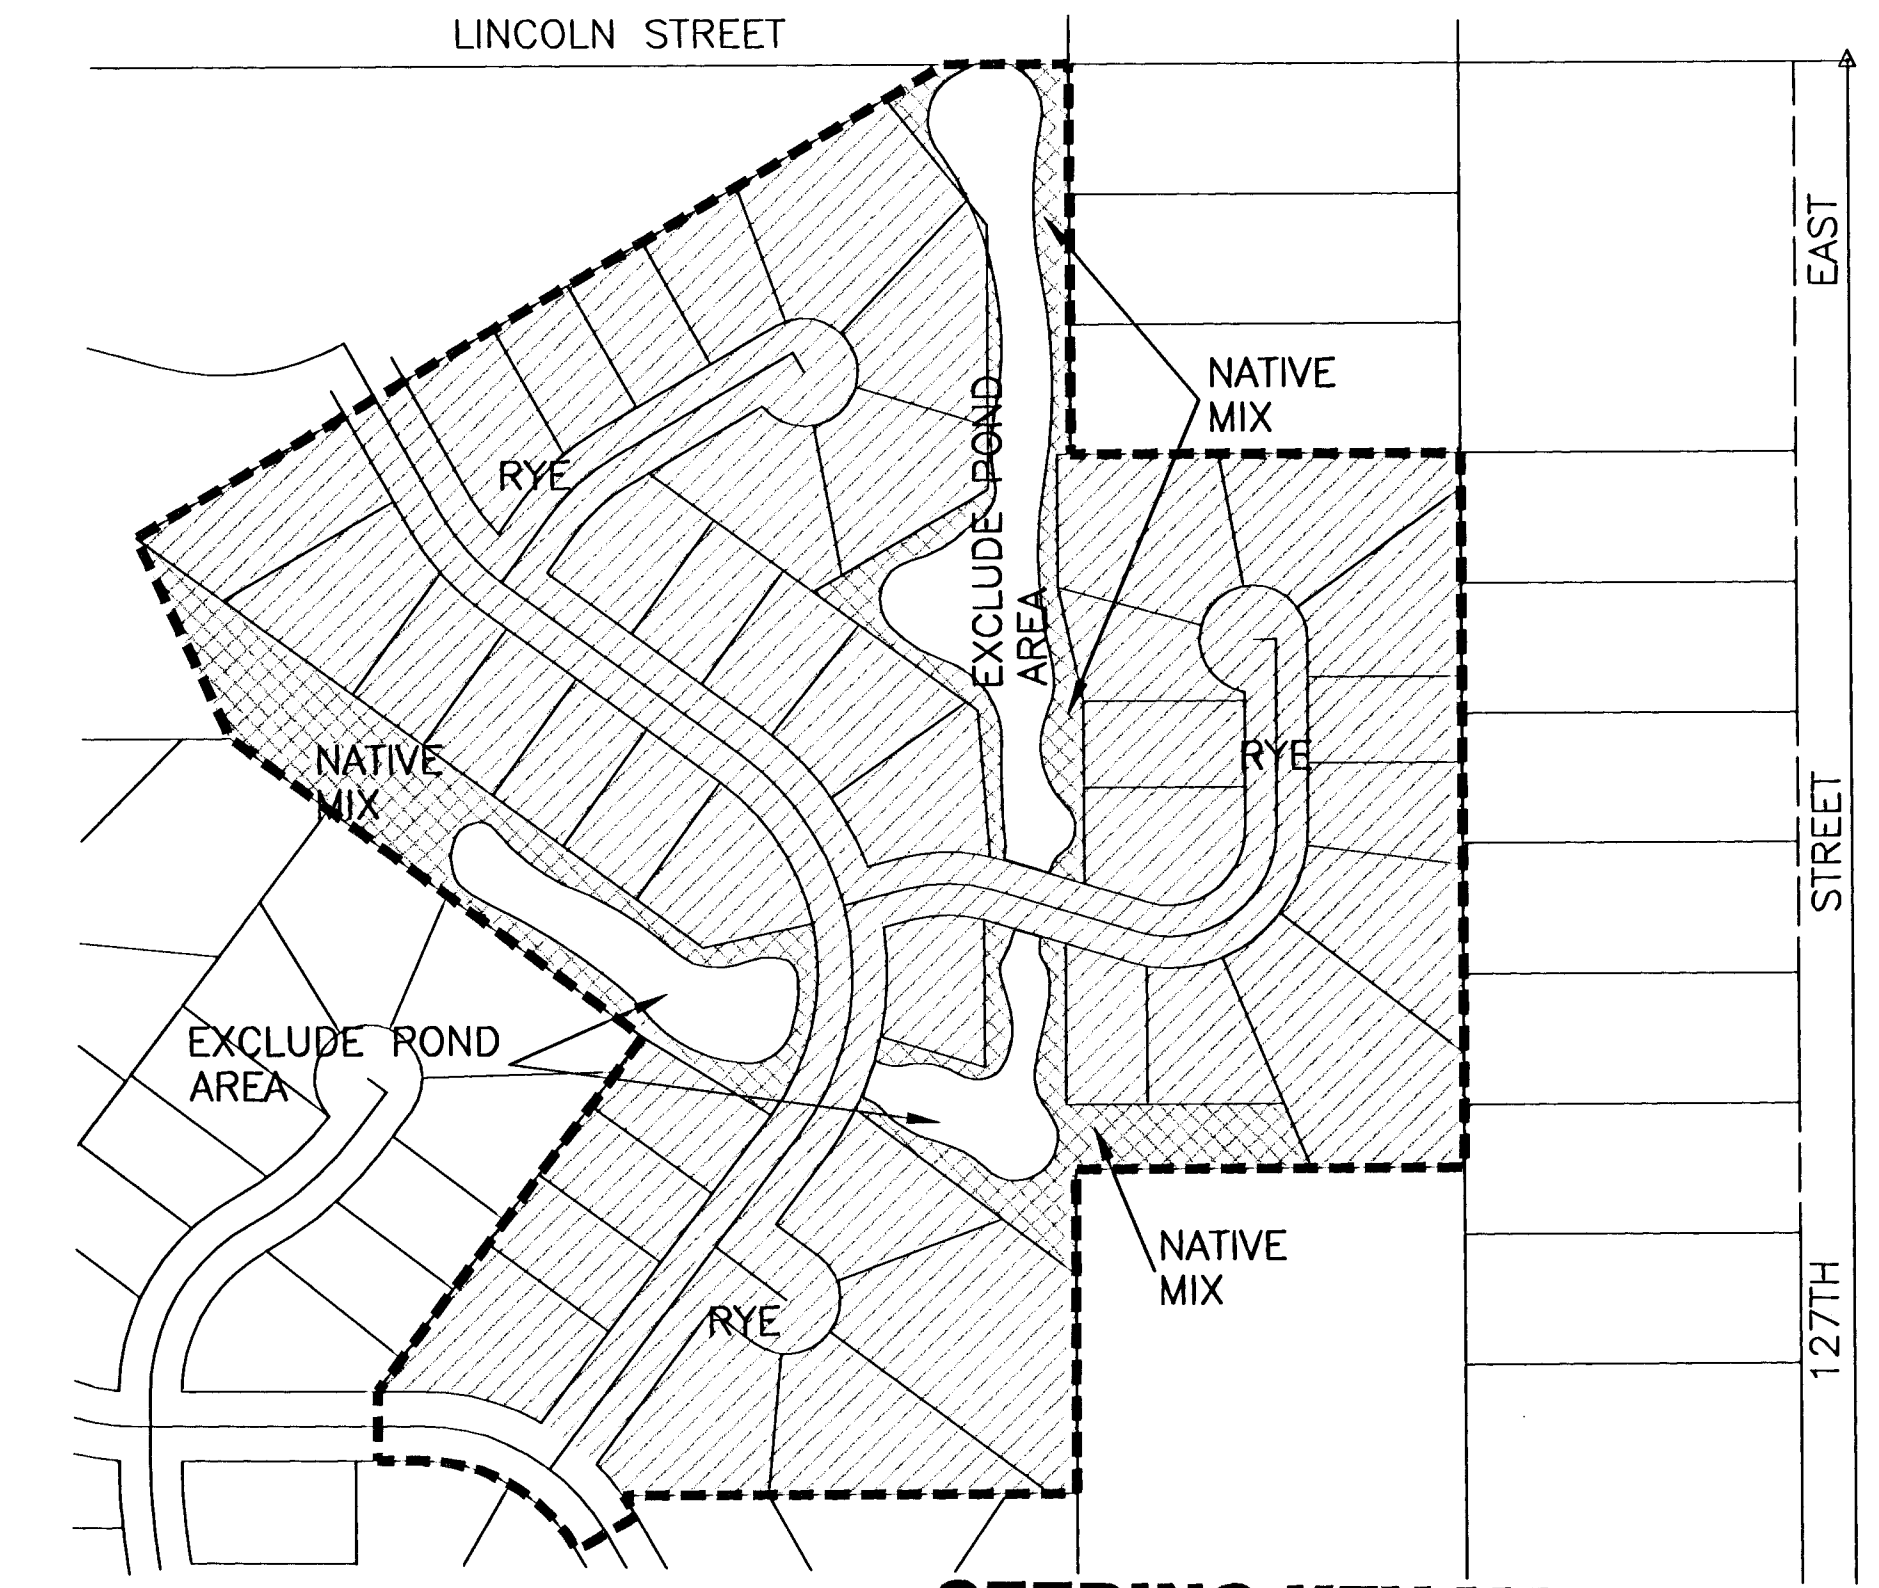 LINCOLN STREET
EAST
NATIVE
MIX
RYE
EXCLUDE POND
AREA
NATIVE
MIX
RYE
STREET
EXCLUDE POND
AREA
NATIVE
MIX
RYE
127TH